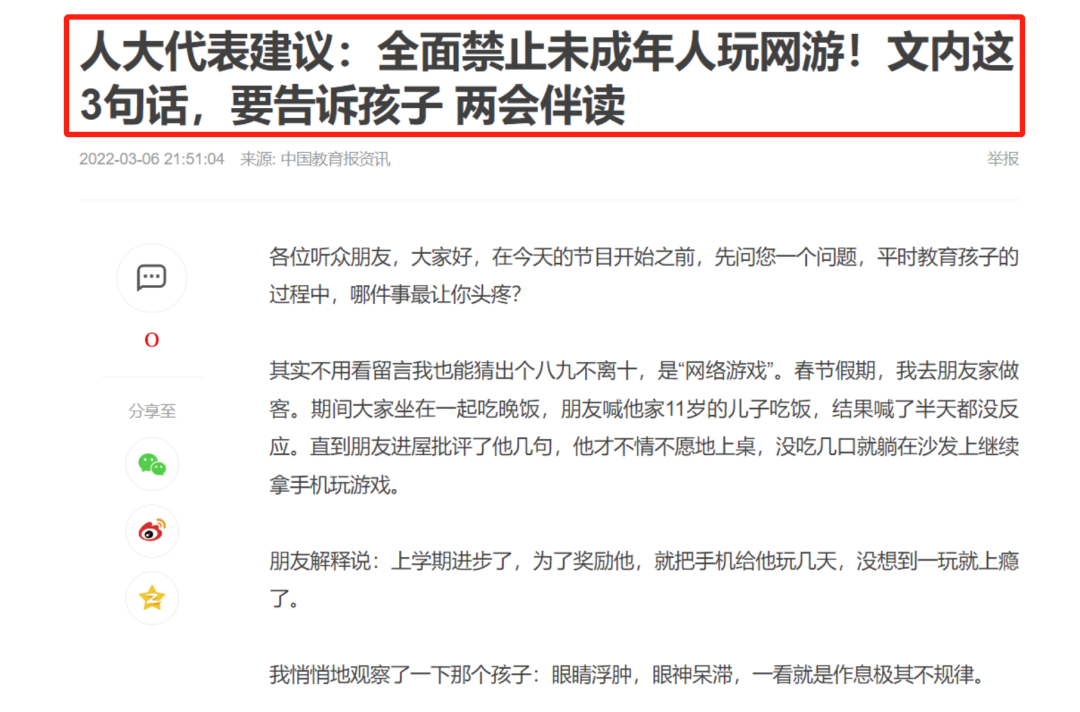 人大代表建议：全面禁止未成年人玩网游！文内这
3句话，要告诉孩子 两会伴读
2022-03-06 21:51:04 来源: 中国教育报资讯
举报
0
分享至
各位听众朋友，大家好，在今天的节目开始之前，先问您一个问题，平时教育孩子的
过程中，哪件事最让你头疼？
其实不用看留言我也能猜出个八九不离十，是“网络游戏”。春节假期，我去朋友家做
客。期间大家坐在一起吃晚饭，朋友喊他家11岁的儿子吃饭，结果喊了半天都没反
应。直到朋友进屋批评了他几句，他才不情不愿地上桌，没吃几口就躺在沙发上继续
拿手机玩游戏。
朋友解释说：上学期进步了，为了奖励他，就把手机给他玩几天，没想到一玩就上瘾
了。
我悄悄地观察了一下那个孩子：眼睛浮肿，眼神呆滞，一看就是作息极其不规律。